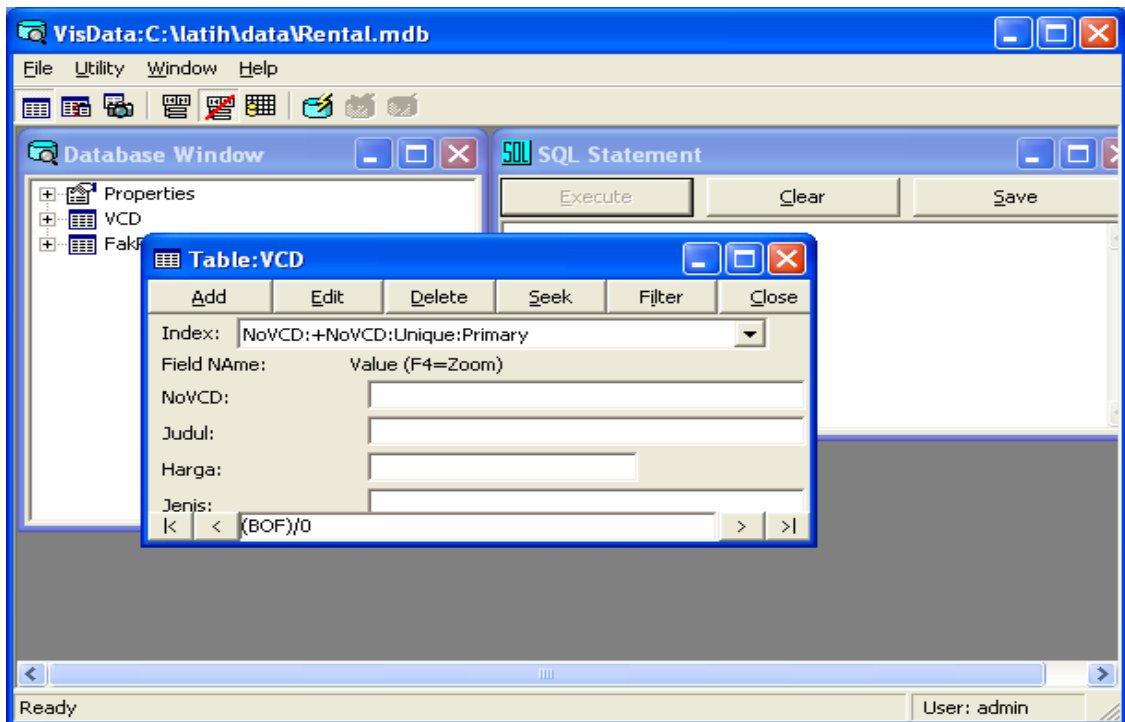 VisData:C:\latih\data\Rental.mdb
File Utility Window Help
Database Window
Properties
VCD
SQL SQL Statement
Execute Clear Save
Table:VCD
Add Edit Delete Seek Filter Close
Index: NoVCD:+NoVCD:Unique:Primary
Field NAme: Value (F4=Zoom)
NoVCD:
Judul:
Harga:
Jenis:
|< < (BOF)/0 > >|
Ready User: admin